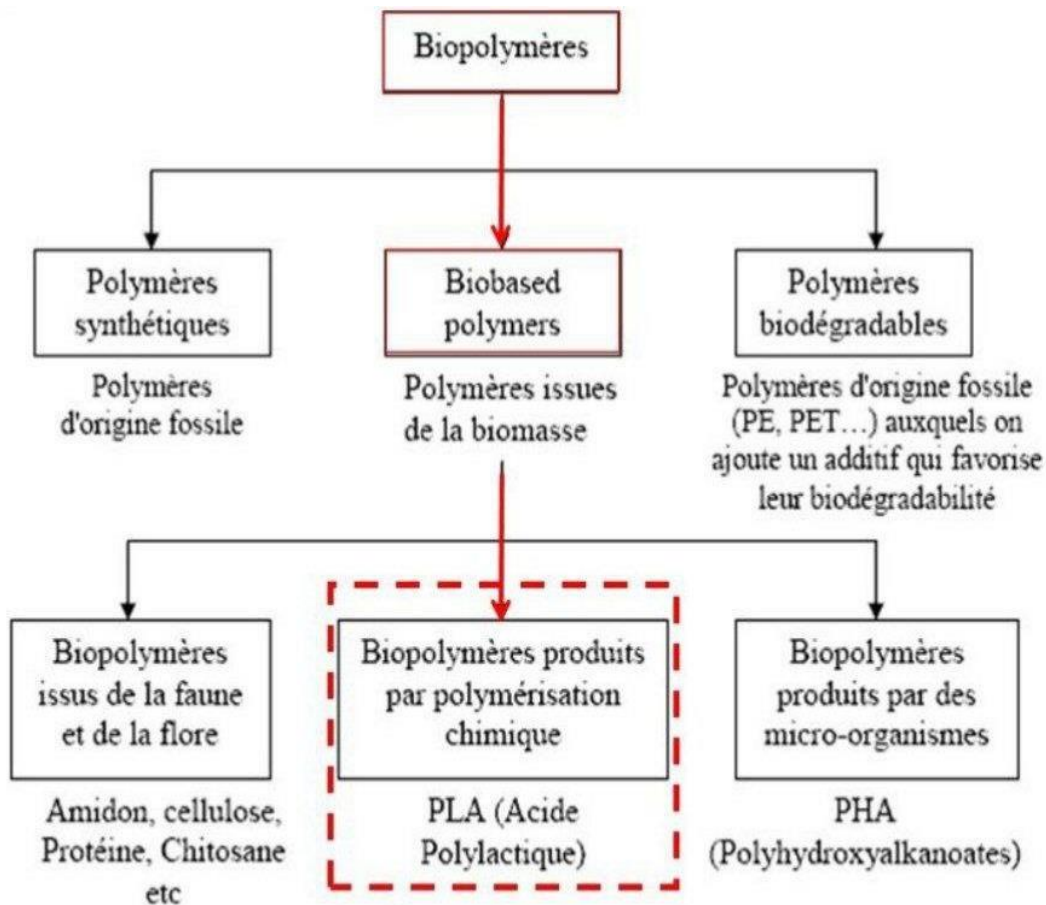 Biopolymères
Polymères
synthétiques
Polymères
d'origine fossile
Biobased
polymers
Polymères issues
de la biomasse
Polymères
biodégradables
Polymères d'origine fossile
(PE, PET…) auxquels on
ajoute un additif qui favorise
leur biodégradabilité
Biopolymères
issus de la faune
et de la flore
Amidon, cellulose,
Protéine, Chitosane
etc
Biopolymères produits
par polymérisation
chimique
PLA (Acide
Polylactique)
Biopolymères
produits par des
micro-organismes
PHA
(Polyhydroxyalkanoates)